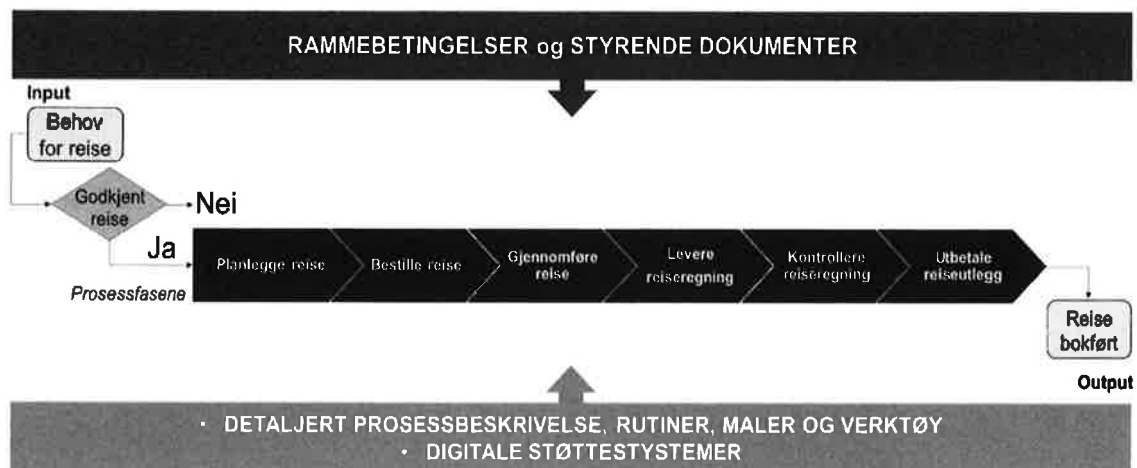 RAMMEBETINGELSER og STYRENDE DOKUMENTER
Input
Behov
for reise
Godkjent
reise
Nei
Ja
Prosessfasene
Planlegge reise
Bestille reise
Gjennomføre
reise
Levere
reiseregning
Kontrollere
reiseregning
Utbetale
reiseutlegg
Reise
bokført
Output
• DETALJERT PROSESSBESKRIVELSE, RUTINER, MALER OG VERKTØY
• DIGITALE STØTTESYSTEMER